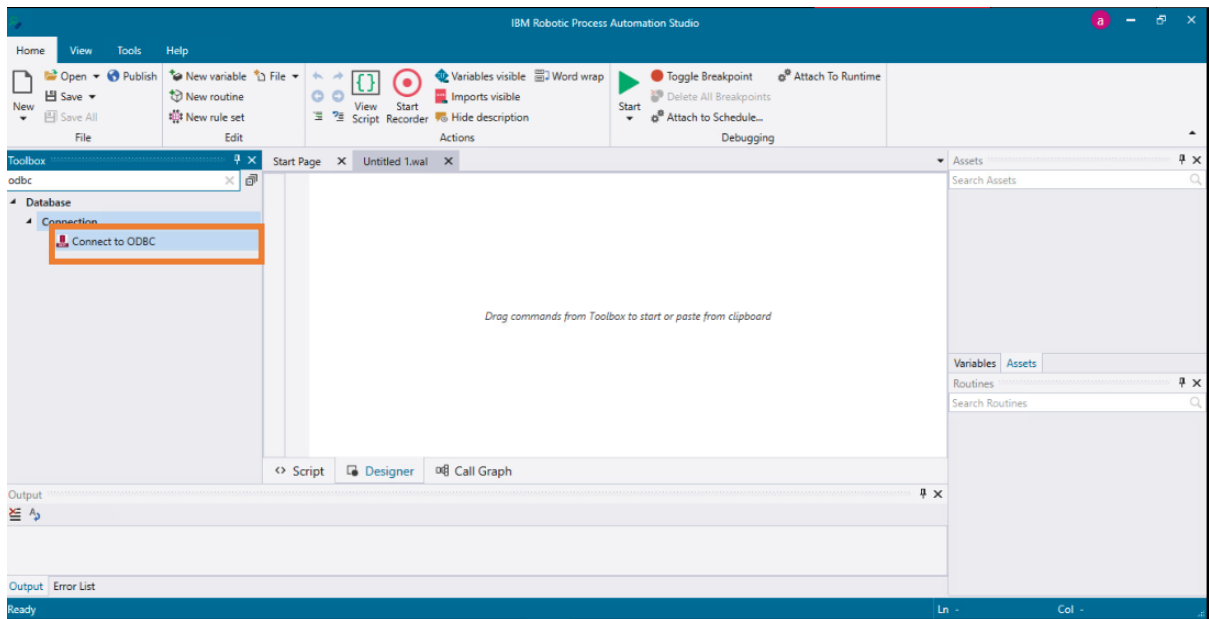 IBM Robotic Process Automation Studio
a
Home View Tools Help
New
Open
Publish
Save
Save All
File
New variable
File
New routine
New rule set
Edit
View Script
Start Recorder
Variables visible
Word wrap
Imports visible
Hide description
Actions
Start
Toggle Breakpoint
Attach To Runtime
Delete All Breakpoints
Attach to Schedule...
Debugging
Toolbox
odbc
Database
Connection
Connect to ODBC
Start Page
Untitled 1.wal
Drag commands from Toolbox to start or paste from clipboard
Script
Designer
Call Graph
Assets
Search Assets
Variables Assets
Routines
Search Routines
Output
Output Error List
Ready
Ln -
Col -